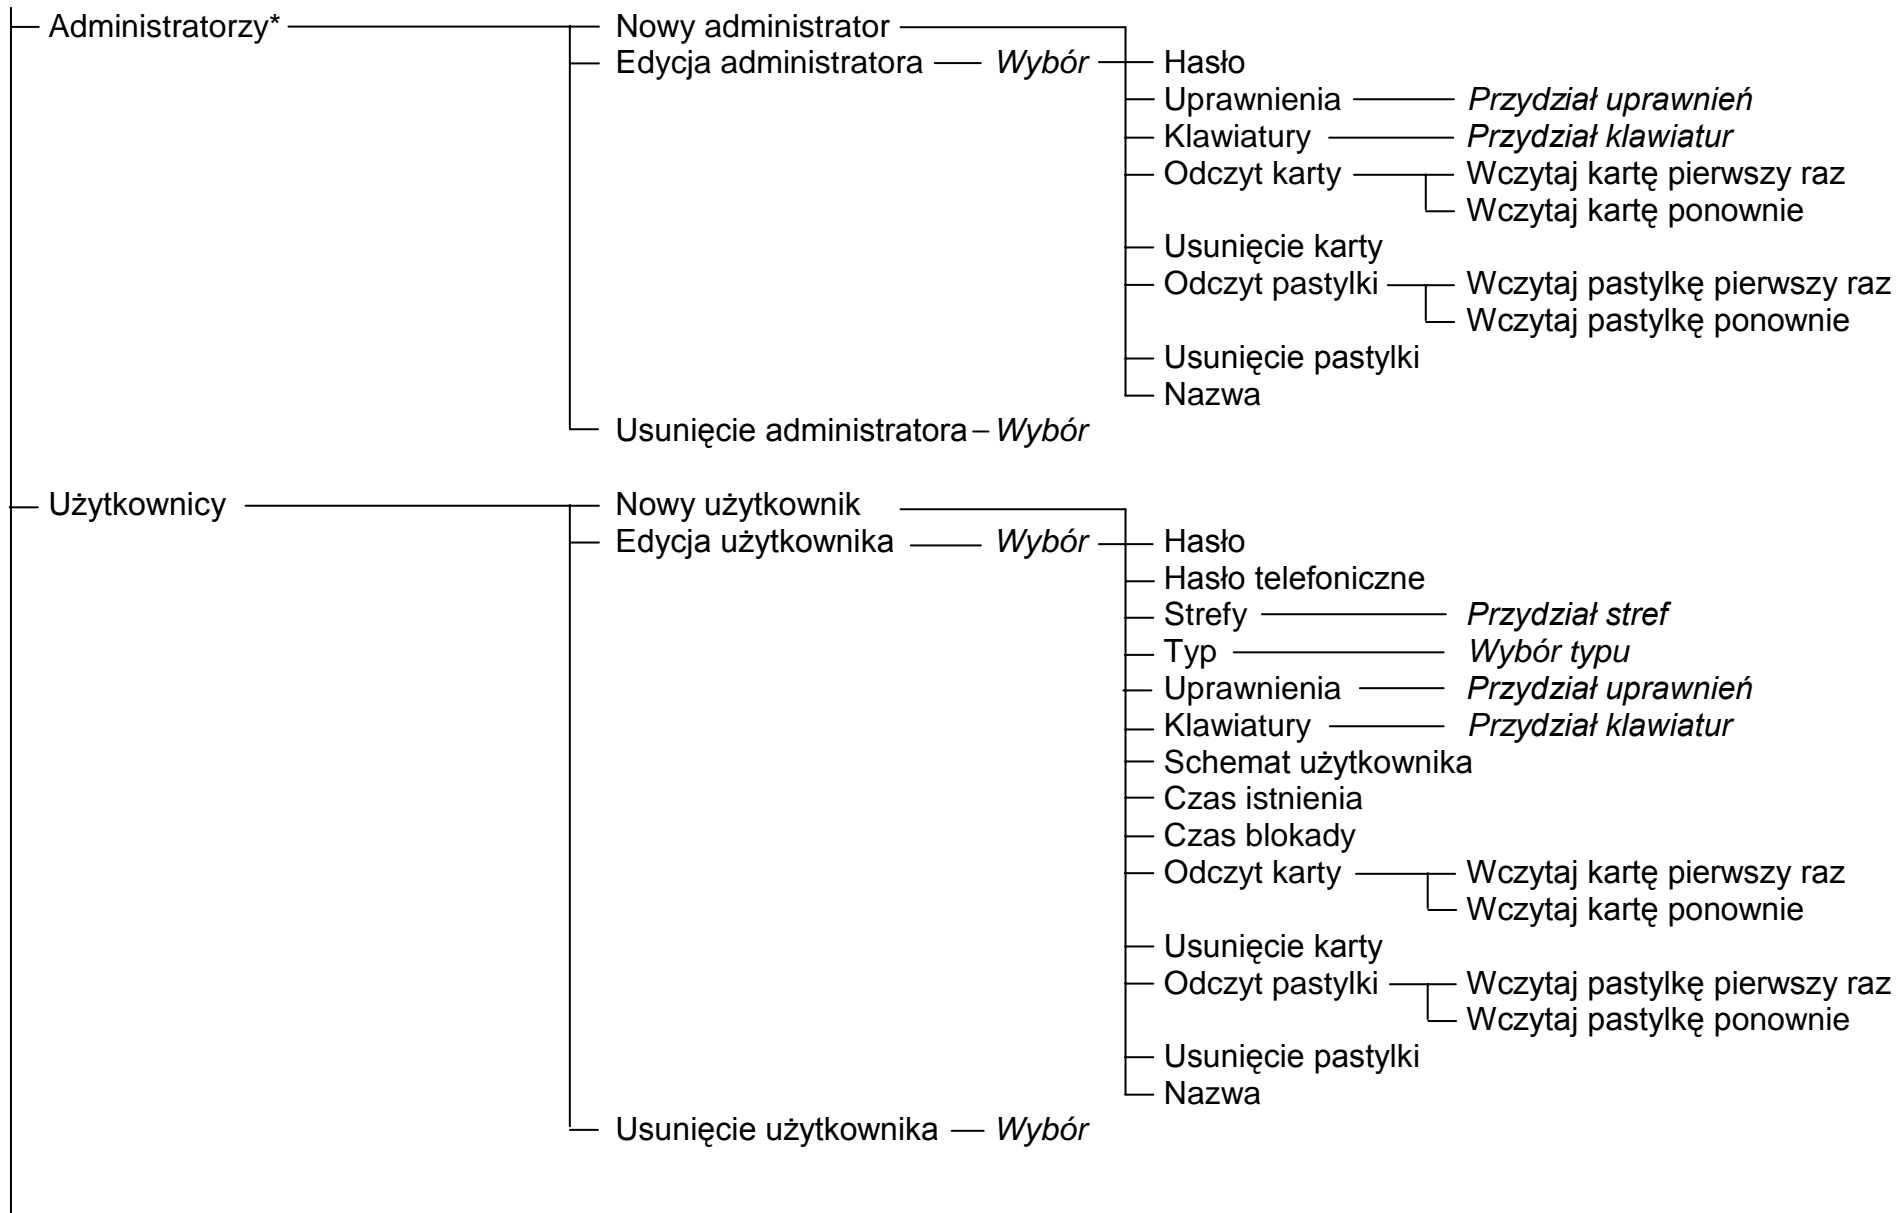 Administratorzy* Nowy administrator
Edycja administratora Wybór Hasło
Uprawnienia Przydział uprawnień
Klawiatury Przydział klawiatur
Odczyt karty Wczytaj kartę pierwszy raz
Wczytaj kartę ponownie
Usunięcie karty
Odczyt pastylki Wczytaj pastylkę pierwszy raz
Wczytaj pastylkę ponownie
Usunięcie pastylki
Nazwa
Usunięcie administratora Wybór
Użytkownicy Nowy użytkownik
Edycja użytkownika Wybór Hasło
Hasło telefoniczne
Strefy Przydział stref
Typ Wybór typu
Uprawnienia Przydział uprawnień
Klawiatury Przydział klawiatur
Schemat użytkownika
Czas istnienia
Czas blokady
Odczyt karty Wczytaj kartę pierwszy raz
Wczytaj kartę ponownie
Usunięcie karty
Odczyt pastylki Wczytaj pastylkę pierwszy raz
Wczytaj pastylkę ponownie
Usunięcie pastylki
Nazwa
Usunięcie użytkownika Wybór